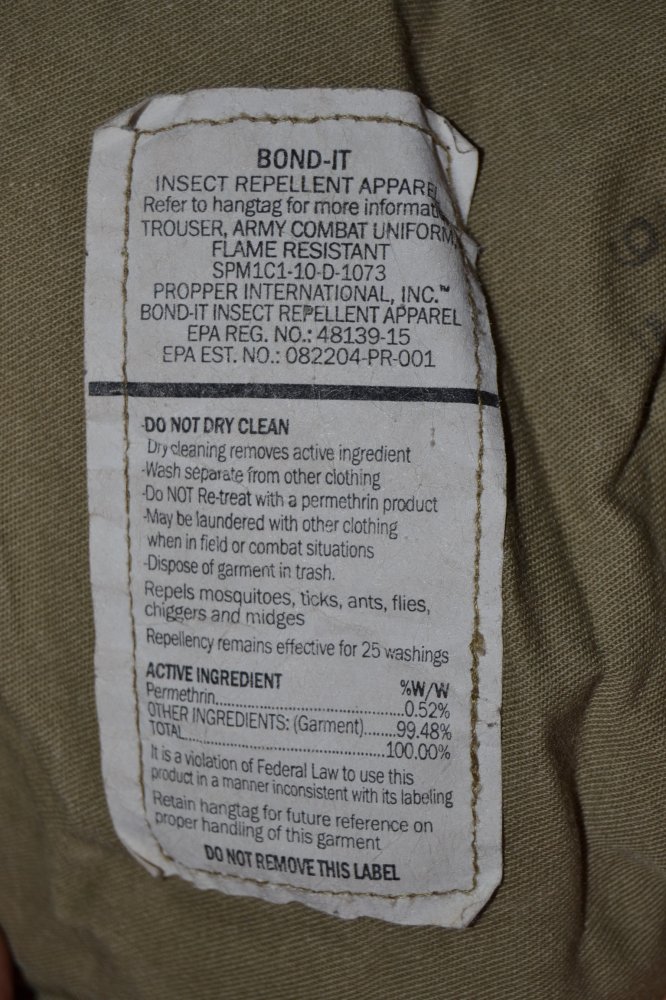 BOND-IT
INSECT REPELLENT APPAREL
Refer to hangtag for more
TROUSER, ARMY COMBAT UNIFORM,
FLAME RESISTANT
SPM1C1-10-D-1073
PROPPER INTERNATIONAL, INC.™
BOND-IT INSECT REPELLENT APPAREL
EPA REG. NO.: 48139-15
EPA EST. NO.: 082204-PR-001
-DO NOT DRY CLEAN
Dry cleaning removes active ingredient
-Wash separate from other clothing
-Do NOT Re-treat with a permethrin product
-May be laundered with other clothing
when in field or combat situations
-Dispose of garment in trash.
Repels mosquitoes, ticks, ants, flies,
chiggers and midges
Repellency remains effective for 25 washings
ACTIVE INGREDIENT %W/W
Permethrin..............................0.52%
OTHER INGREDIENTS: (Garment)......99.48%
TOTAL......................................100.00%
It is a violation of Federal Law to use this
product in a manner inconsistent with its labeling
Retain hangtag for future reference on
proper handling of this garment
DO NOT REMOVE THIS LABEL